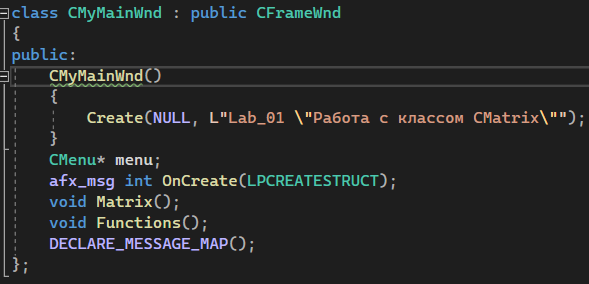 class CMyMainWnd : public CFrameWnd
{
public:
    CMyMainWnd()
    {
        Create(NULL, L"Lab_01 \"Работа с классом CMatrix\"");
    }
    CMenu* menu;
    afx_msg int OnCreate(LPCREATESTRUCT);
    void Matrix();
    void Functions();
    DECLARE_MESSAGE_MAP();
};